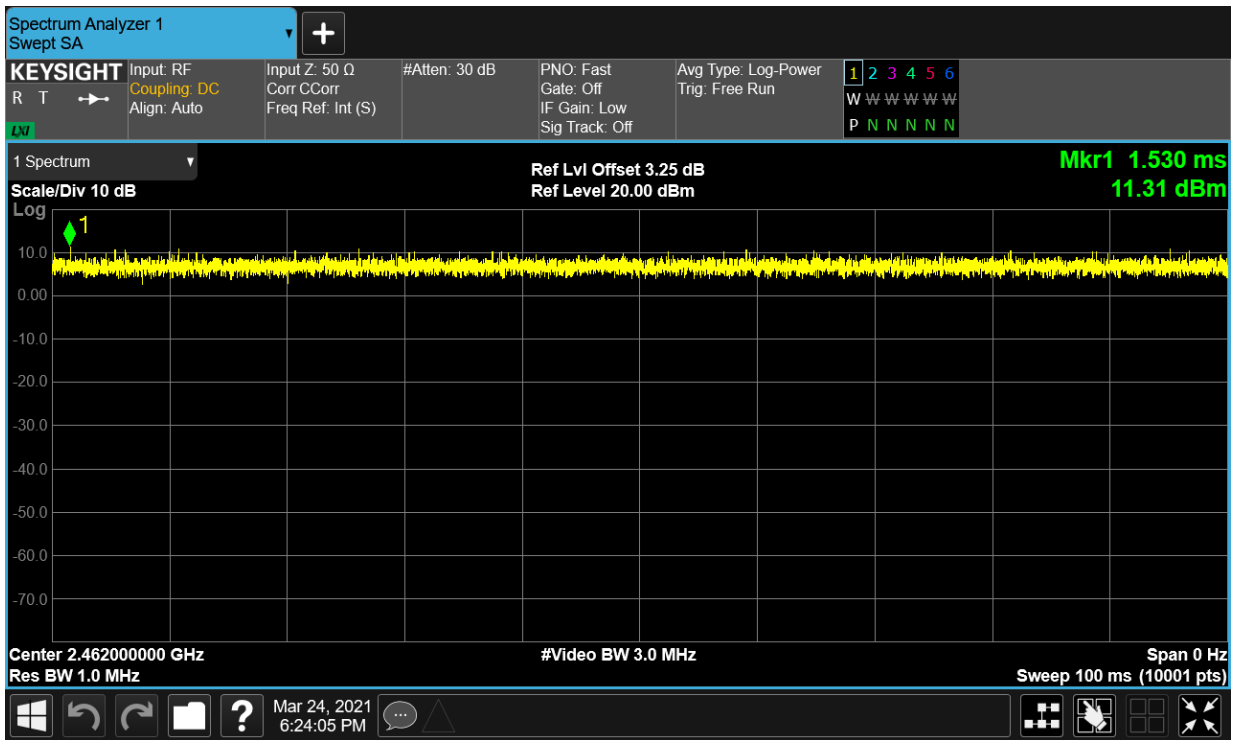 Spectrum Analyzer 1
Swept SA
KEYSIGHT
R T
LXI
Input: RF
Coupling: DC
Align: Auto
Input Z: 50 Ω
Corr CCorr
Freq Ref: Int (S)
#Atten: 30 dB
PNO: Fast
Gate: Off
IF Gain: Low
Sig Track: Off
Avg Type: Log-Power
Trig: Free Run
1 2 3 4 5 6
W W W W W W
P N N N N N
1 Spectrum
Scale/Div 10 dB
Ref Lvl Offset 3.25 dB
Ref Level 20.00 dBm
Mkr1 1.530 ms
11.31 dBm
Log
1
10.0
0.00
-10.0
-20.0
-30.0
-40.0
-50.0
-60.0
-70.0
Center 2.462000000 GHz
Res BW 1.0 MHz
#Video BW 3.0 MHz
Span 0 Hz
Sweep 100 ms (10001 pts)
?
Mar 24, 2021
6:24:05 PM